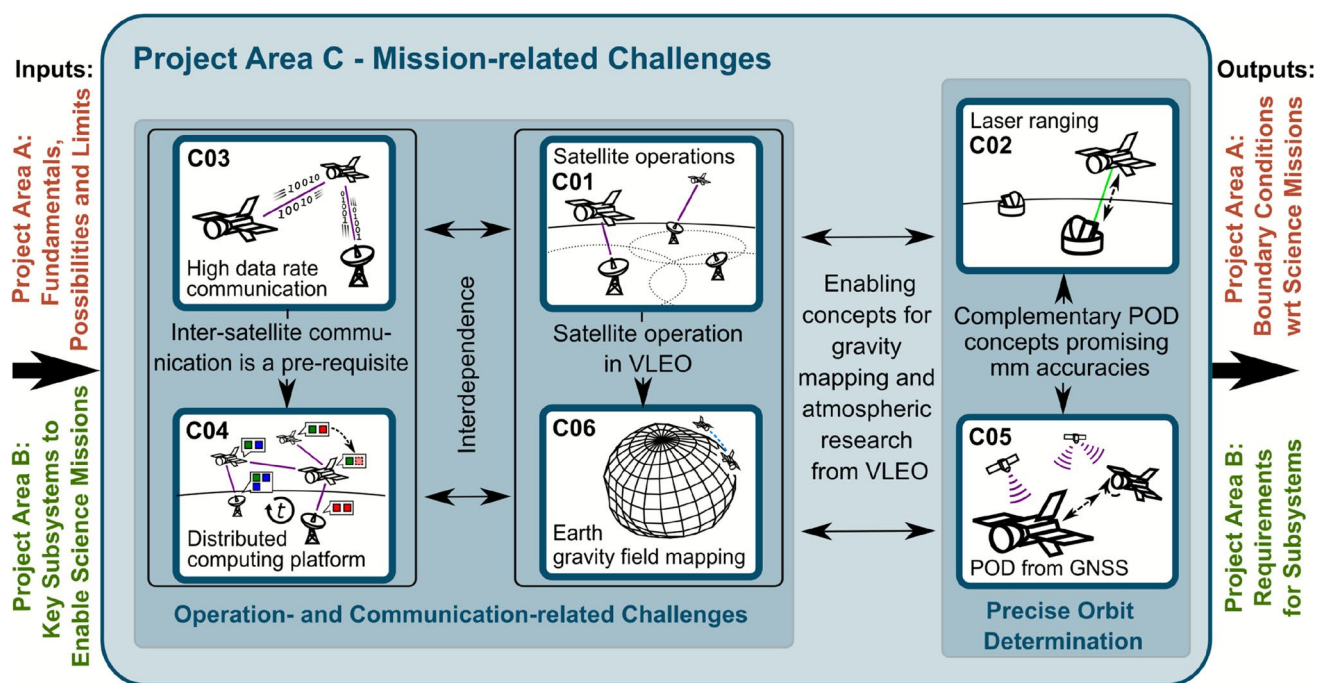 Project Area C - Mission-related Challenges
Inputs:
Project Area A:
Fundamentals,
Possibilities and Limits
Project Area B:
Key Subsystems to
Enable Science Missions
C03
10010
10010
01001
01001
High data rate
communication
Inter-satellite commu-
nication is a pre-requisite
C04
t
Distributed
computing platform
Interdependence
Satellite operations
C01
Satellite operation
in VLEO
C06
Earth
gravity field mapping
Operation- and Communication-related Challenges
Enabling
concepts for
gravity
mapping and
atmospheric
research
from VLEO
Laser ranging
C02
Complementary POD
concepts promising
mm accuracies
C05
POD from GNSS
Precise Orbit
Determination
Outputs:
Project Area A:
Boundary Conditions
wrt Science Missions
Project Area B:
Requirements
for Subsystems